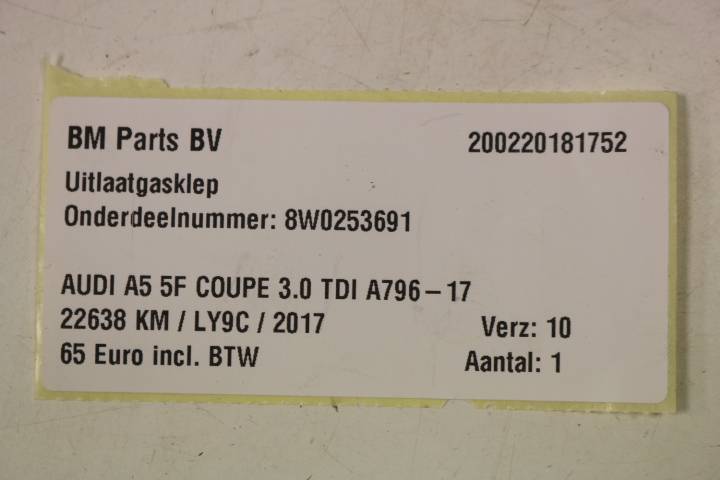 BM Parts BV 200220181752
Uitlaatgasklep
Onderdeelnummer: 8W0253691
AUDI A5 5F COUPE 3.0 TDI A796–17
22638 KM / LY9C / 2017 Verz: 10
65 Euro incl. BTW Aantal: 1